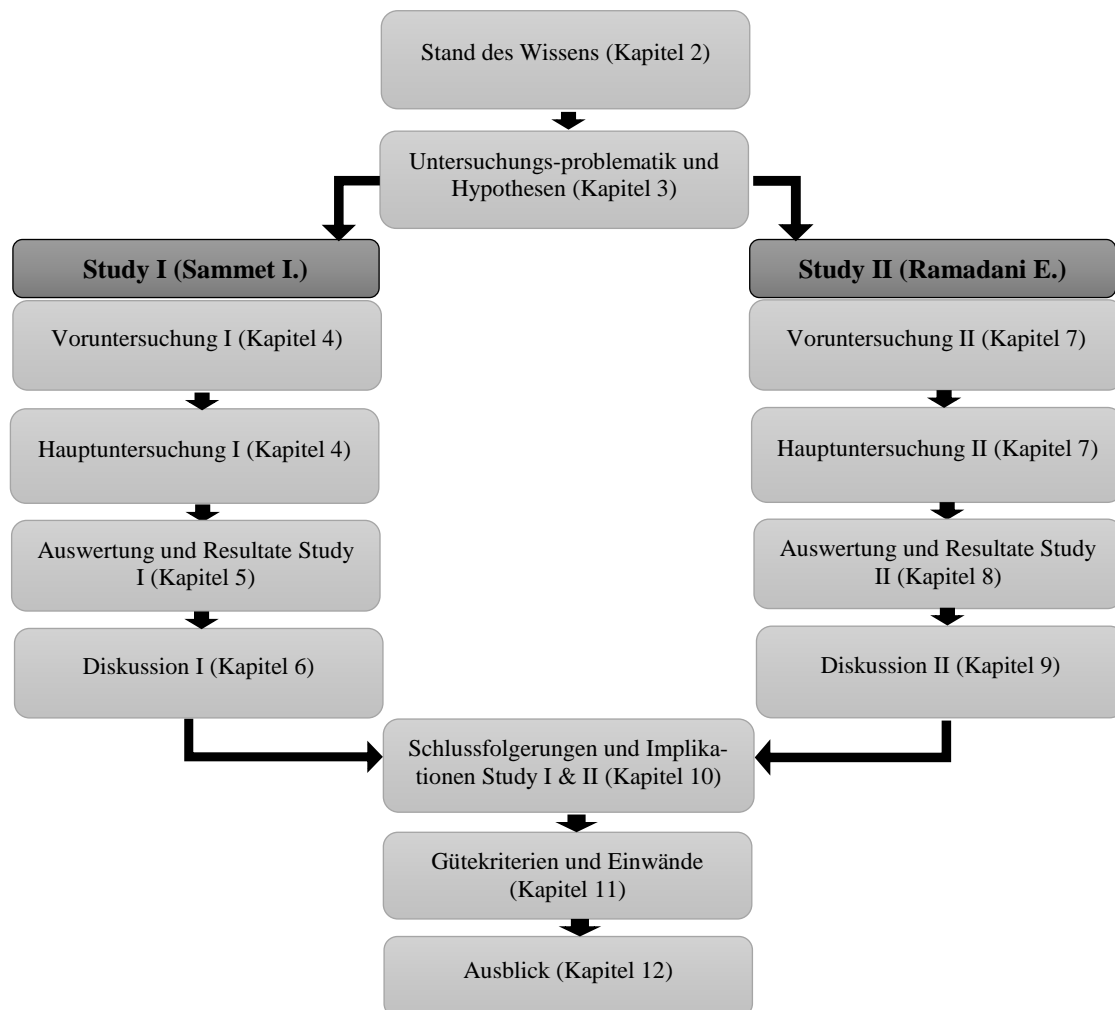 Stand des Wissens (Kapitel 2)
Untersuchungs-problematik und
Hypothesen (Kapitel 3)
Study I (Sammet I.)
Voruntersuchung I (Kapitel 4)
Hauptuntersuchung I (Kapitel 4)
Auswertung und Resultate Study
I (Kapitel 5)
Diskussion I (Kapitel 6)
Study II (Ramadani E.)
Voruntersuchung II (Kapitel 7)
Hauptuntersuchung II (Kapitel 7)
Auswertung und Resultate Study
II (Kapitel 8)
Diskussion II (Kapitel 9)
Schlussfolgerungen und Implika-
tionen Study I & II (Kapitel 10)
Gütekriterien und Einwände
(Kapitel 11)
Ausblick (Kapitel 12)